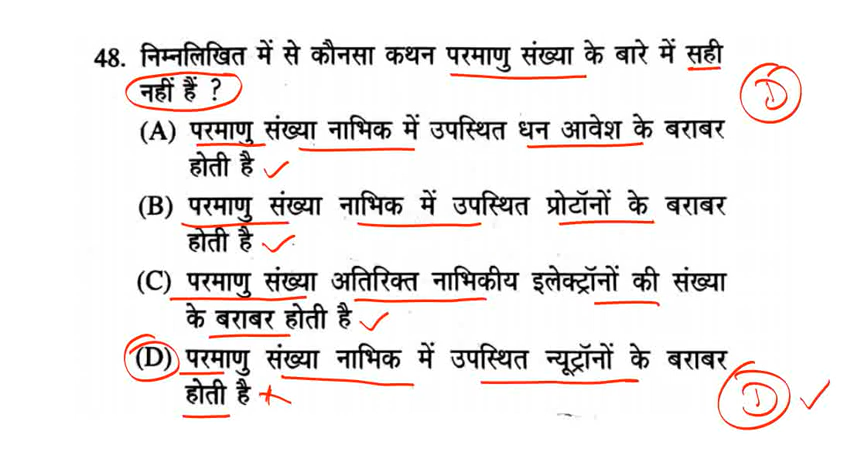 48. निम्नलिखित में से कौनसा कथन परमाणु संख्या के बारे में सही
नहीं हैं ?
D
(A) परमाणु संख्या नाभिक में उपस्थित धन आवेश के बराबर
होती है
(B) परमाणु संख्या नाभिक में उपस्थित प्रोटॉनों के बराबर
होती है
(C) परमाणु संख्या अतिरिक्त नाभिकीय इलेक्ट्रॉनों की संख्या
के बराबर होती है
(D) परमाणु संख्या नाभिक में उपस्थित न्यूट्रॉनों के बराबर
होती है
D